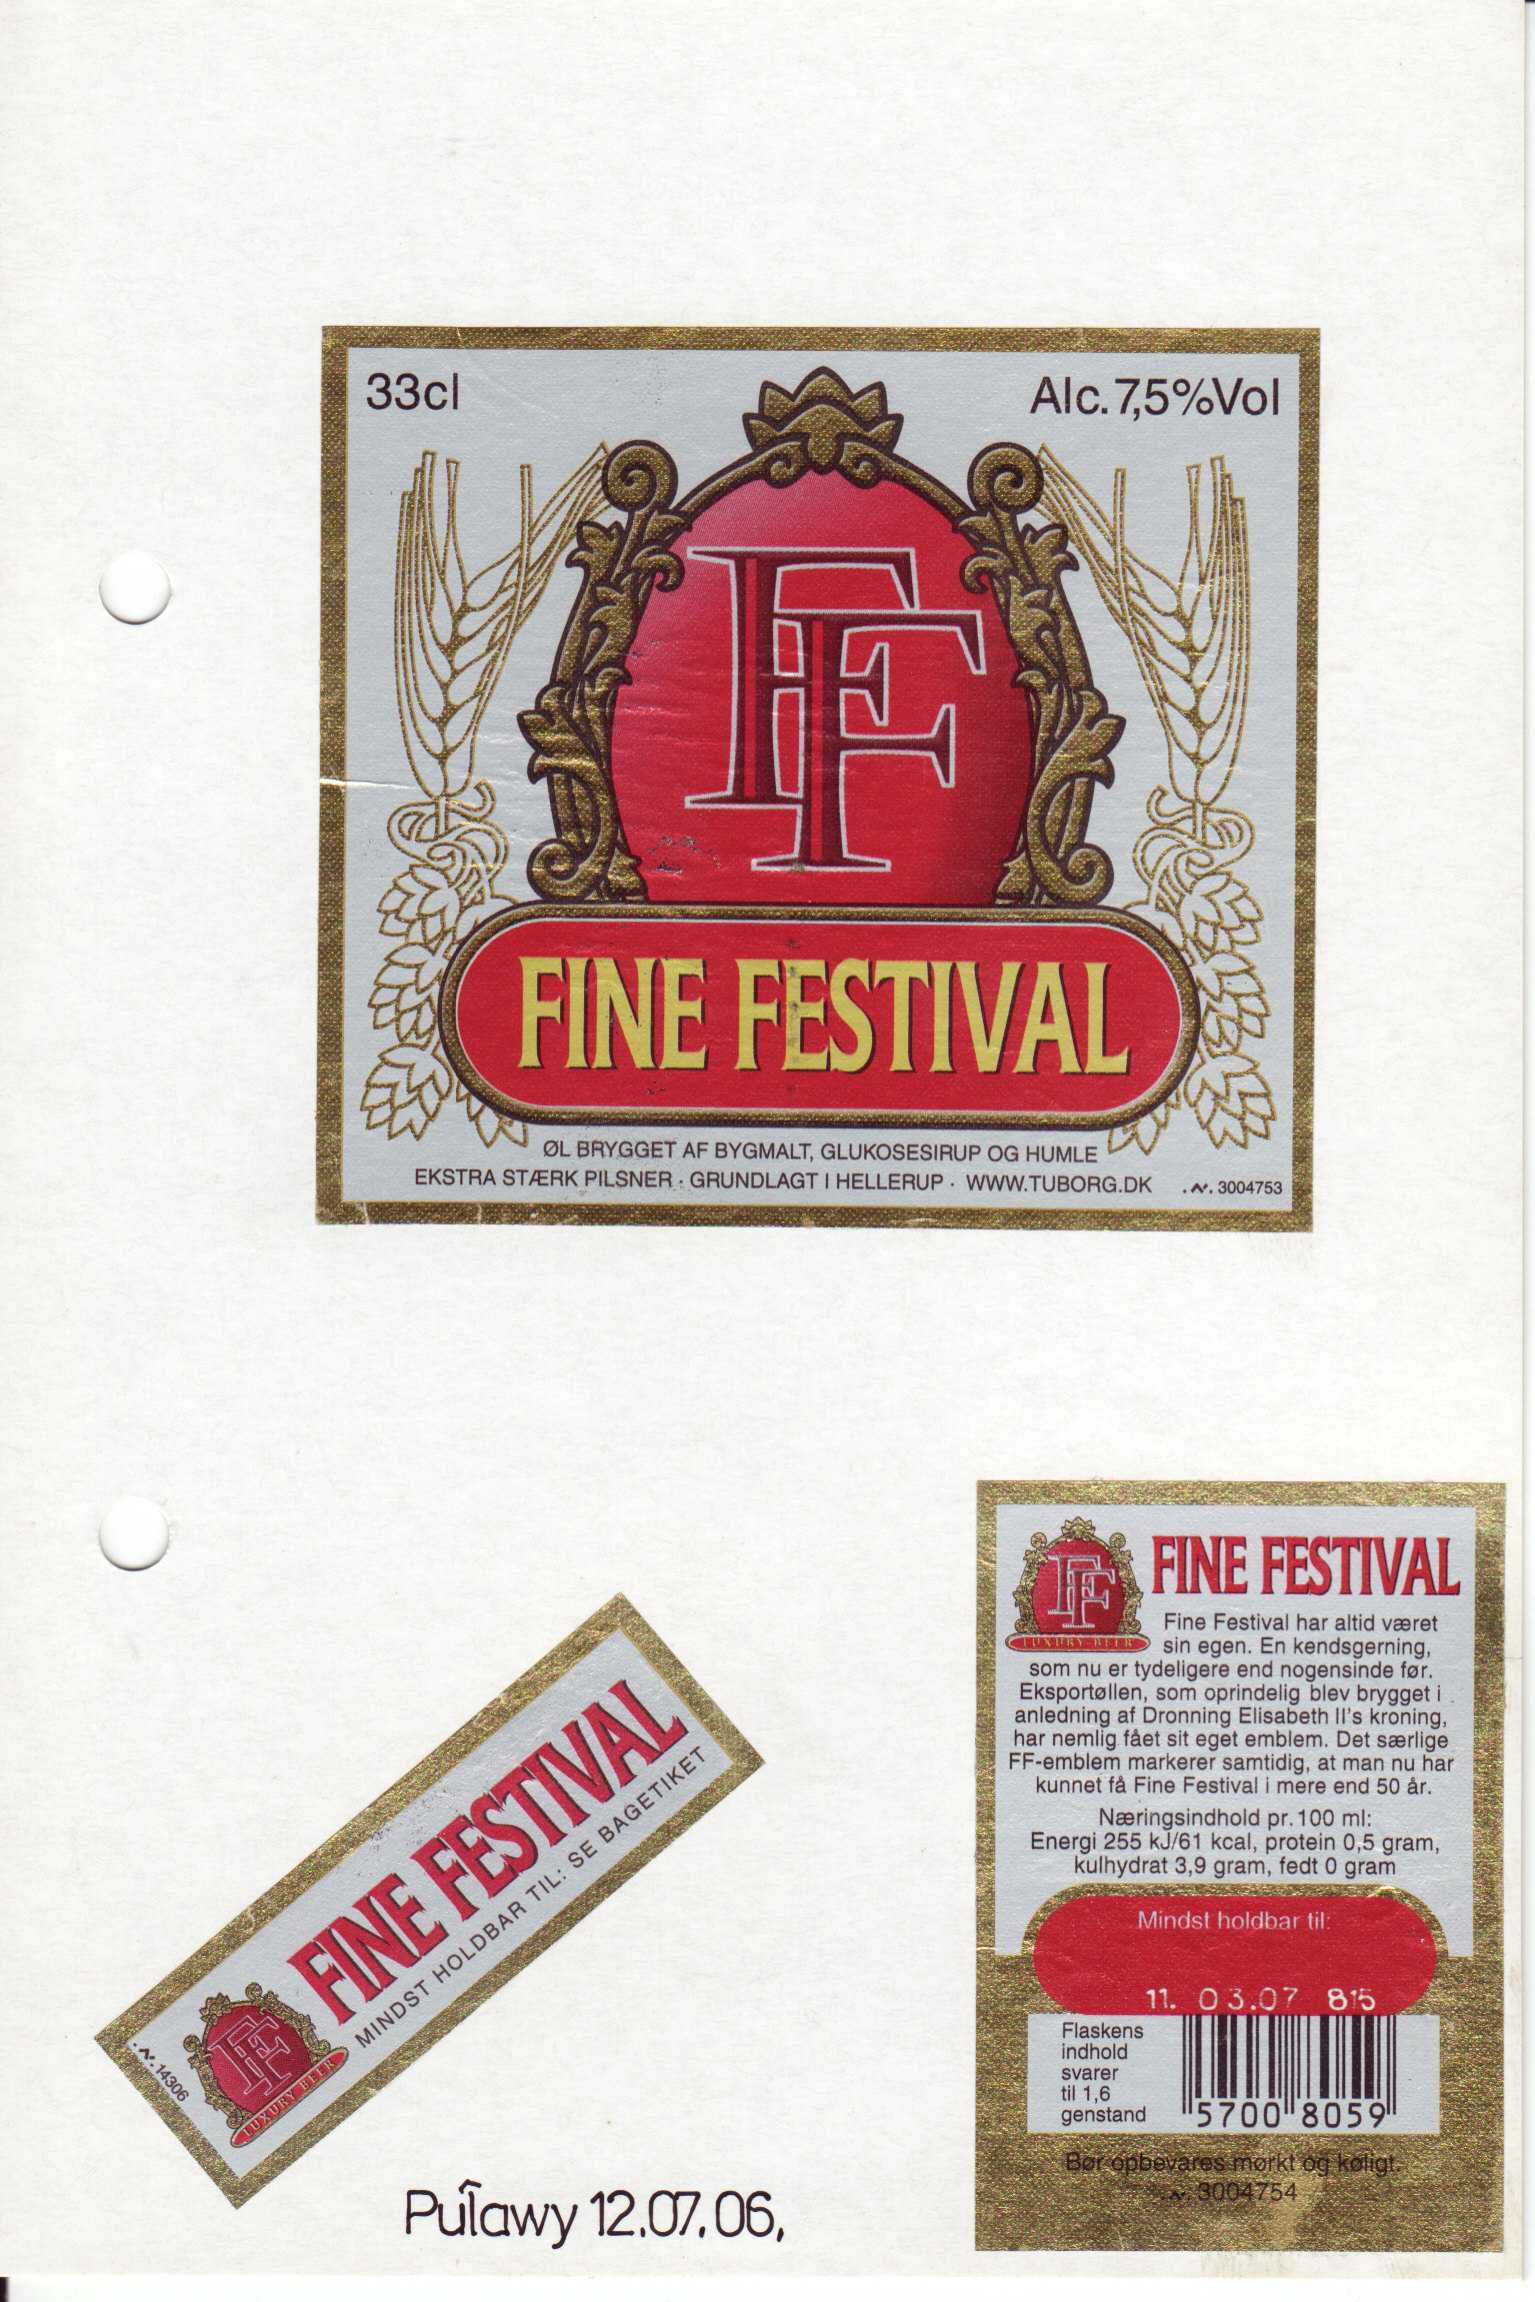 33cl
Alc. 7,5%Vol
FF
FINE FESTIVAL
ØL BRYGGET AF BYGMALT, GLUKOSESIRUP OG HUMLE
EKSTRA STÆRK PILSNER · GRUNDLAGT I HELLERUP · WWW.TUBORG.DK
3004753
FF
LUXURY BEER
FINE FESTIVAL
Fine Festival har altid været
sin egen. En kendsgerning,
som nu er tydeligere end nogensinde før.
Eksportøllen, som oprindelig blev brygget i
anledning af Dronning Elisabeth II's kroning,
har nemlig fået sit eget emblem. Det særlige
FF-emblem markerer samtidig, at man nu har
kunnet få Fine Festival i mere end 50 år.
Næringsindhold pr. 100 ml:
Energi 255 kJ/61 kcal, protein 0,5 gram,
kulhydrat 3,9 gram, fedt 0 gram
Mindst holdbar til:
11. 03.07 815
Flaskens
indhold
svarer
til 1,6
genstand
5700 8059
Bør opbevares mørkt og køligt.
3004754
FINE FESTIVAL
MINDST HOLDBAR TIL: SE BAGETIKET
FF
LUXURY BEER
14306
Puławy 12.07.06,